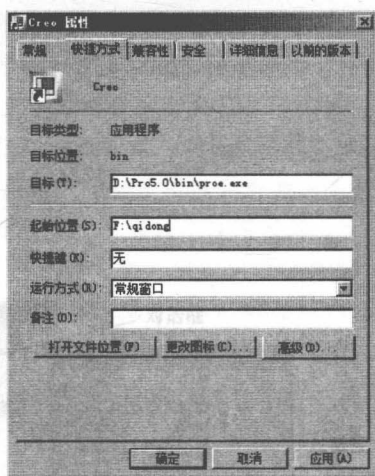 Creo 属性
常规 快捷方式 兼容性 安全 详细信息 以前的版本
Creo
目标类型: 应用程序
目标位置: bin
目标(T): D:\Pro5.0\bin\proe.exe
起始位置(S): F:\qidong
快捷键(K): 无
运行方式(R): 常规窗口
备注(O):
打开文件位置(F) 更改图标(C)... 高级(D)...
确定 取消 应用(A)